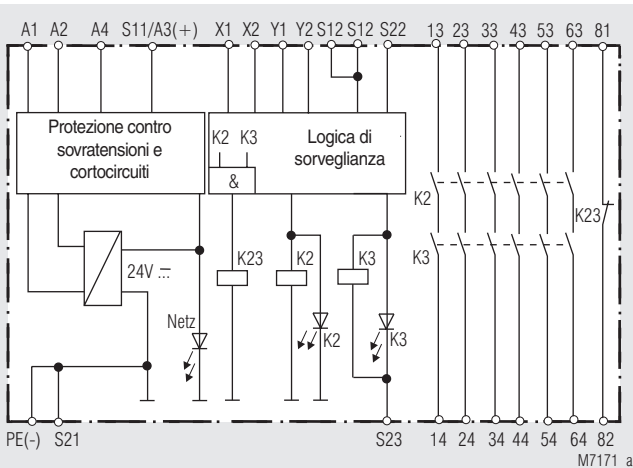 A1 A2 A4 S11/A3(+) X1 X2 Y1 Y2 S12 S12 S22 13 23 33 43 53 63 81
Protezione contro
sovratensioni e
cortocircuiti
K2 K3
&
Logica di
sorveglianza
K2
K23
K3
24V
K23 K2 K3
Netz
K2
K3
PE(-) S21 S23 14 24 34 44 54 64 82
M7171_a